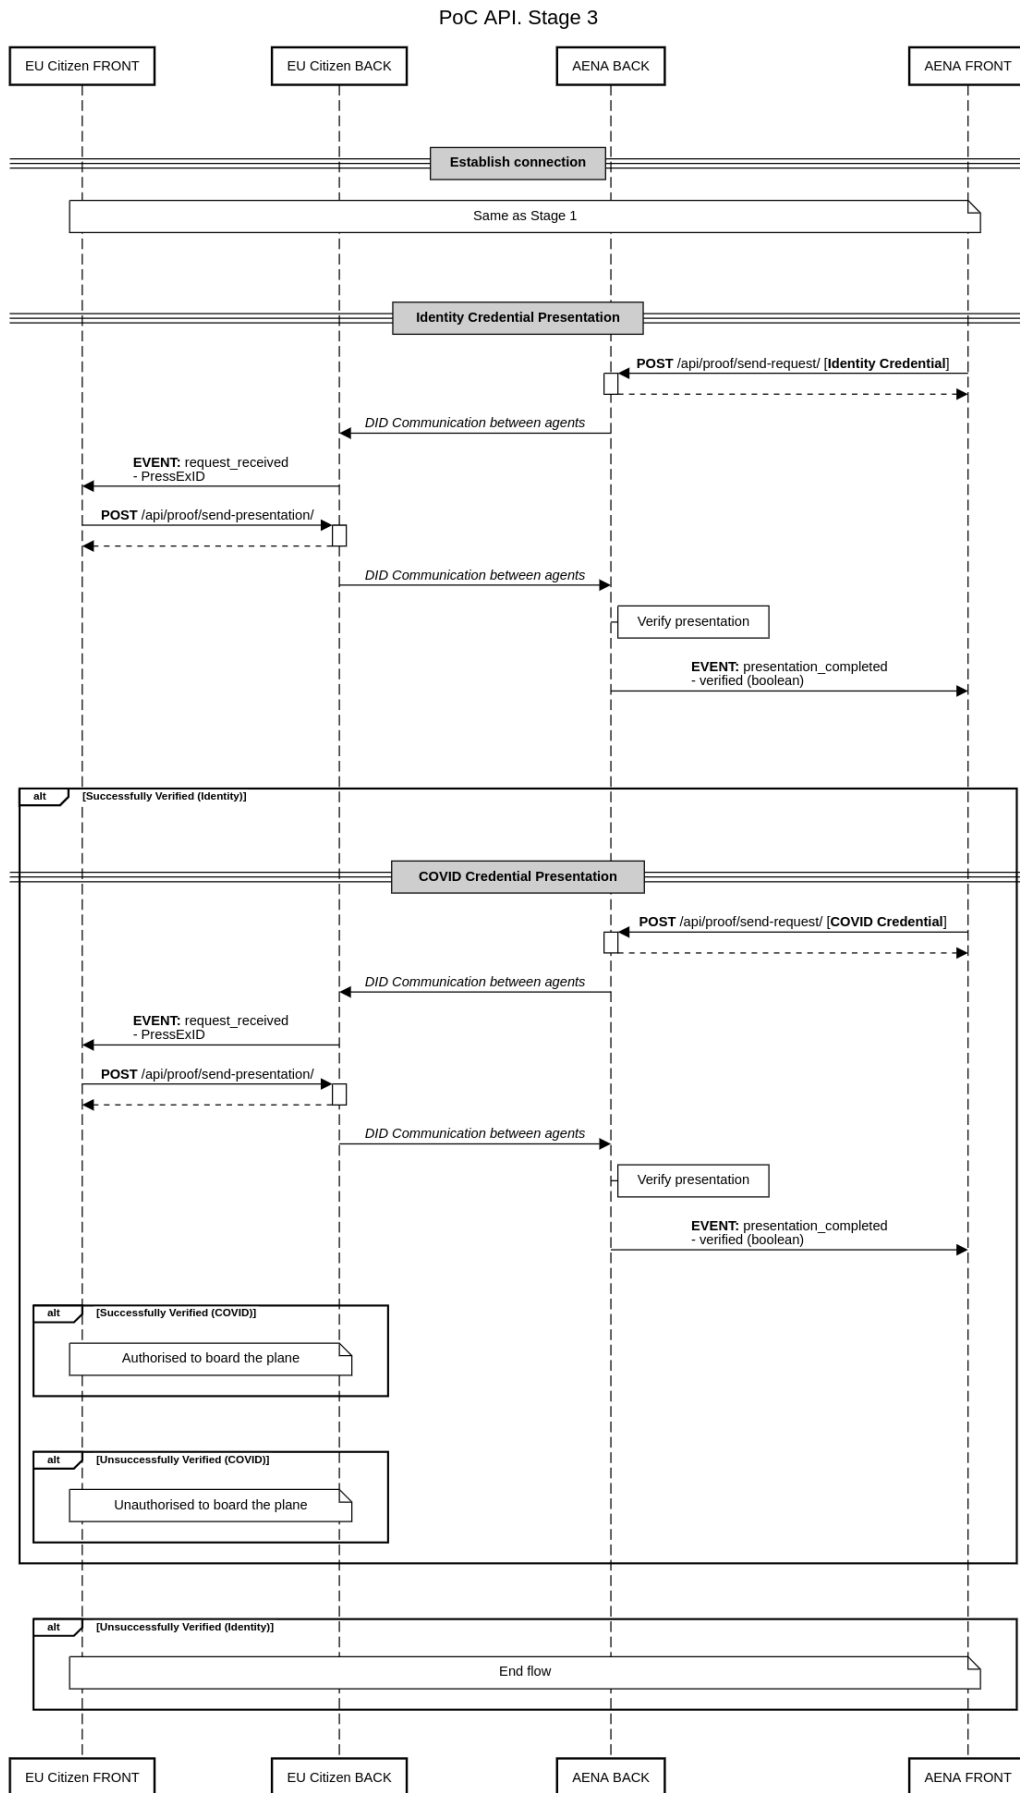 PoC API. Stage 3
EU Citizen FRONT
EU Citizen BACK
AENA BACK
AENA FRONT
Establish connection
Same as Stage 1
Identity Credential Presentation
POST /api/proof/send-request/ [Identity Credential]
DID Communication between agents
EVENT: request_received
- PressExID
POST /api/proof/send-presentation/
DID Communication between agents
Verify presentation
EVENT: presentation_completed
- verified (boolean)
alt [Successfully Verified (Identity)]
COVID Credential Presentation
POST /api/proof/send-request/ [COVID Credential]
DID Communication between agents
EVENT: request_received
- PressExID
POST /api/proof/send-presentation/
DID Communication between agents
Verify presentation
EVENT: presentation_completed
- verified (boolean)
alt [Successfully Verified (COVID)]
Authorised to board the plane
alt [Unsuccessfully Verified (COVID)]
Unauthorised to board the plane
alt [Unsuccessfully Verified (Identity)]
End flow
EU Citizen FRONT
EU Citizen BACK
AENA BACK
AENA FRONT